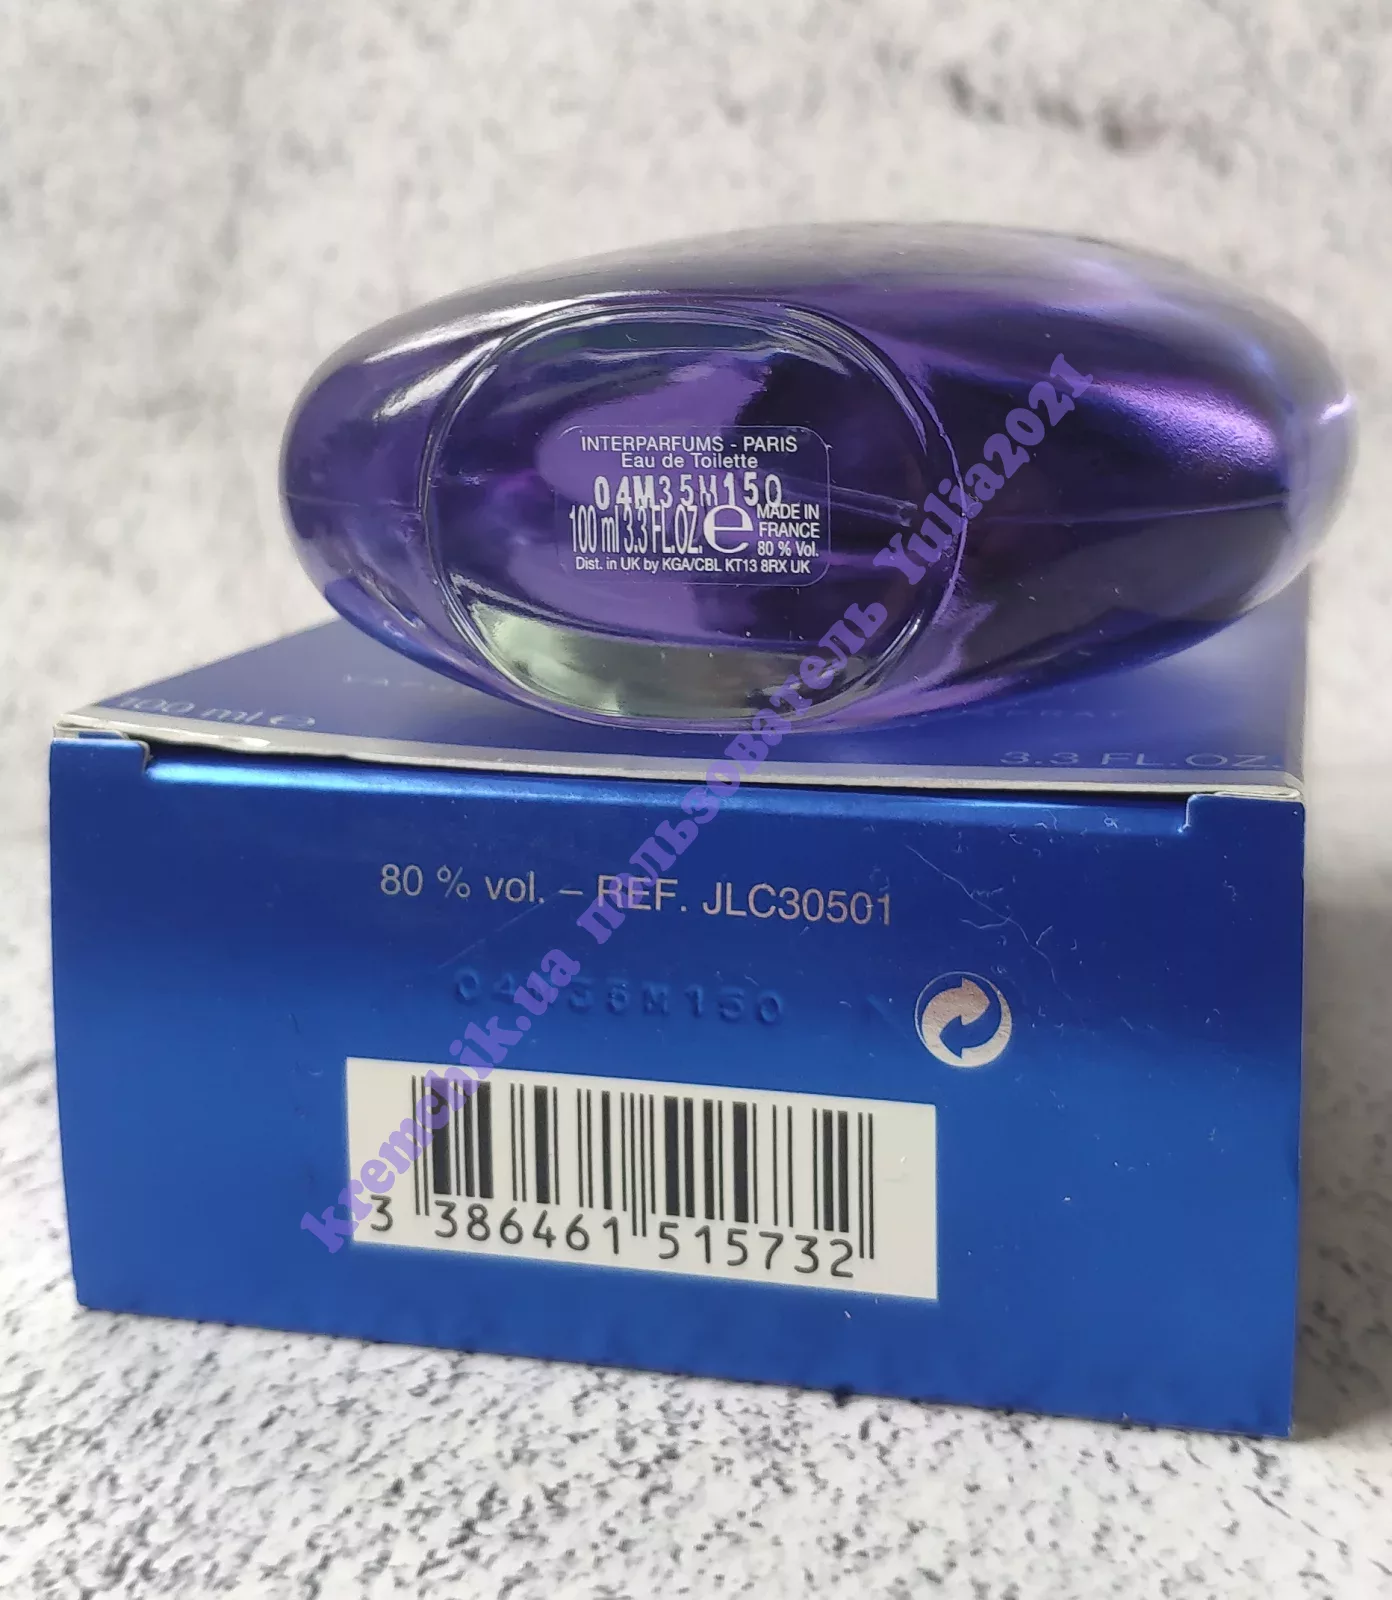 INTERPARFUMS - PARIS
Eau de Toilette
04M35M150
100 ml 3.3 FL.OZ. e MADE IN
FRANCE
80 % Vol.
Dist. in UK by KGA/CBL KT13 8RX UK
100 ml e
3.3 FL.OZ.
80 % vol. – REF. JLC30501
04M35M150
3 386461 515732
kremchik.ua пользователь Yulia2021